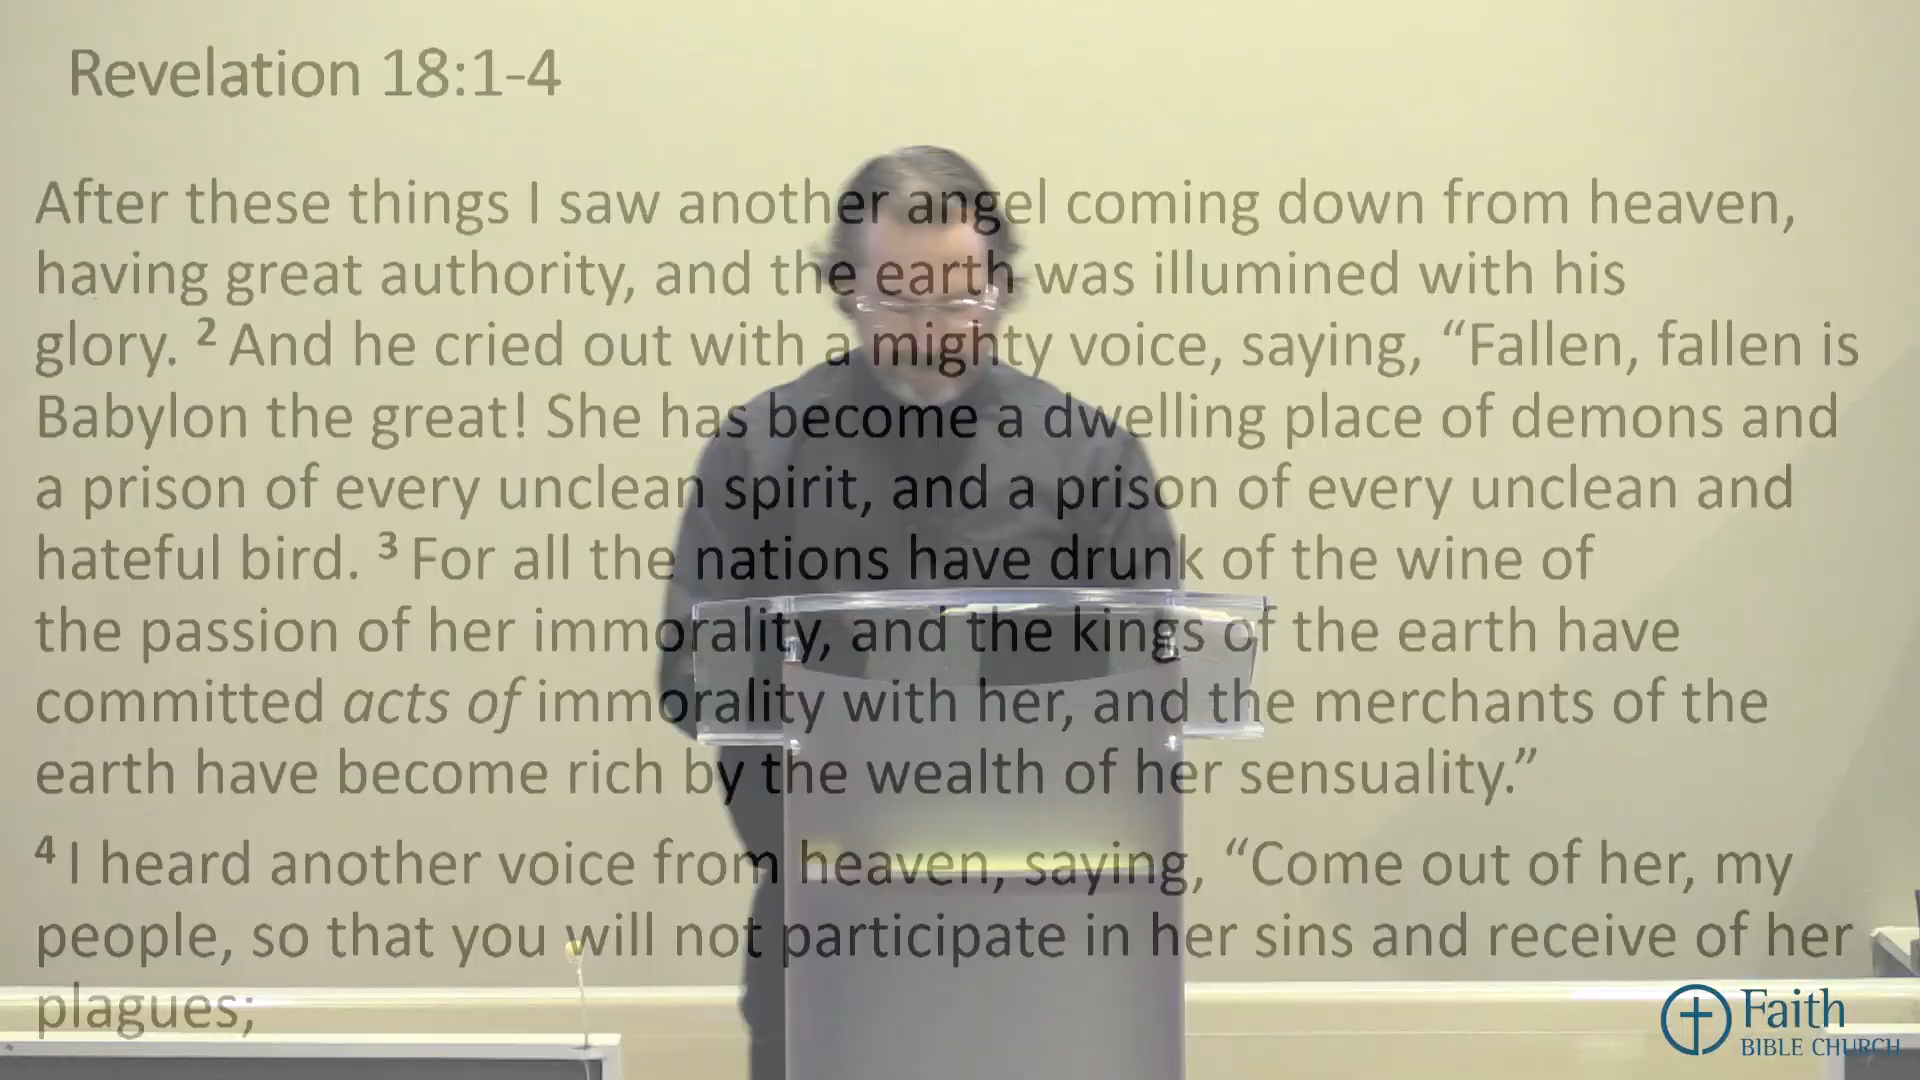 Revelation 18:1-4
After these things I saw another angel coming down from heaven,
having great authority, and the earth was illumined with his
glory. 2 And he cried out with a mighty voice, saying, “Fallen, fallen is
Babylon the great! She has become a dwelling place of demons and
a prison of every unclean spirit, and a prison of every unclean and
hateful bird. 3 For all the nations have drunk of the wine of
the passion of her immorality, and the kings of the earth have
committed acts of immorality with her, and the merchants of the
earth have become rich by the wealth of her sensuality.”
4 I heard another voice from heaven, saying, “Come out of her, my
people, so that you will not participate in her sins and receive of her
plagues;
Faith
BIBLE CHURCH